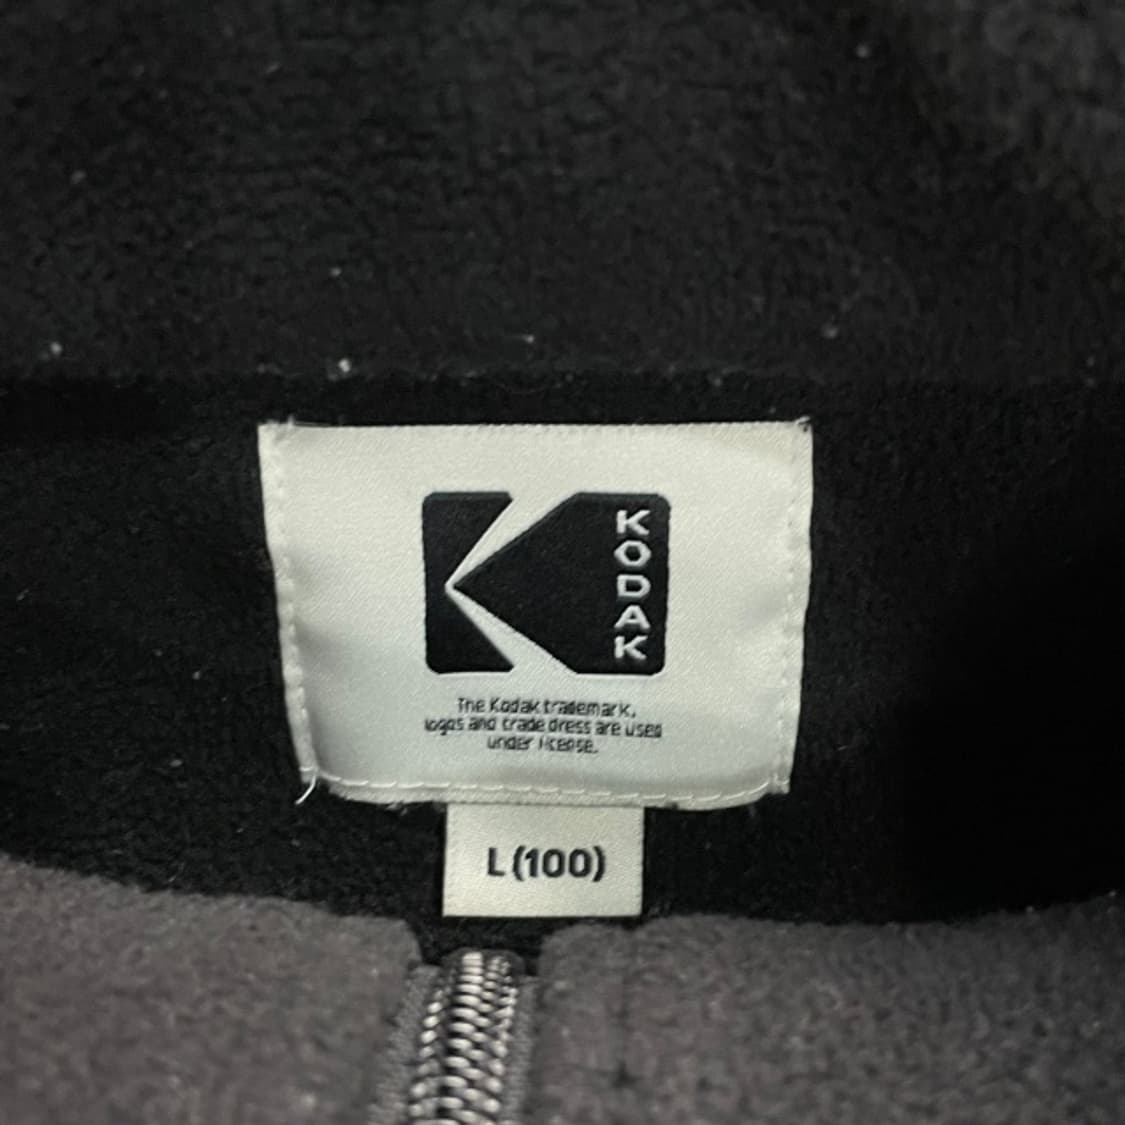 KODAK
The Kodak trademark,
logos and trade dress are used
under license.
L (100)